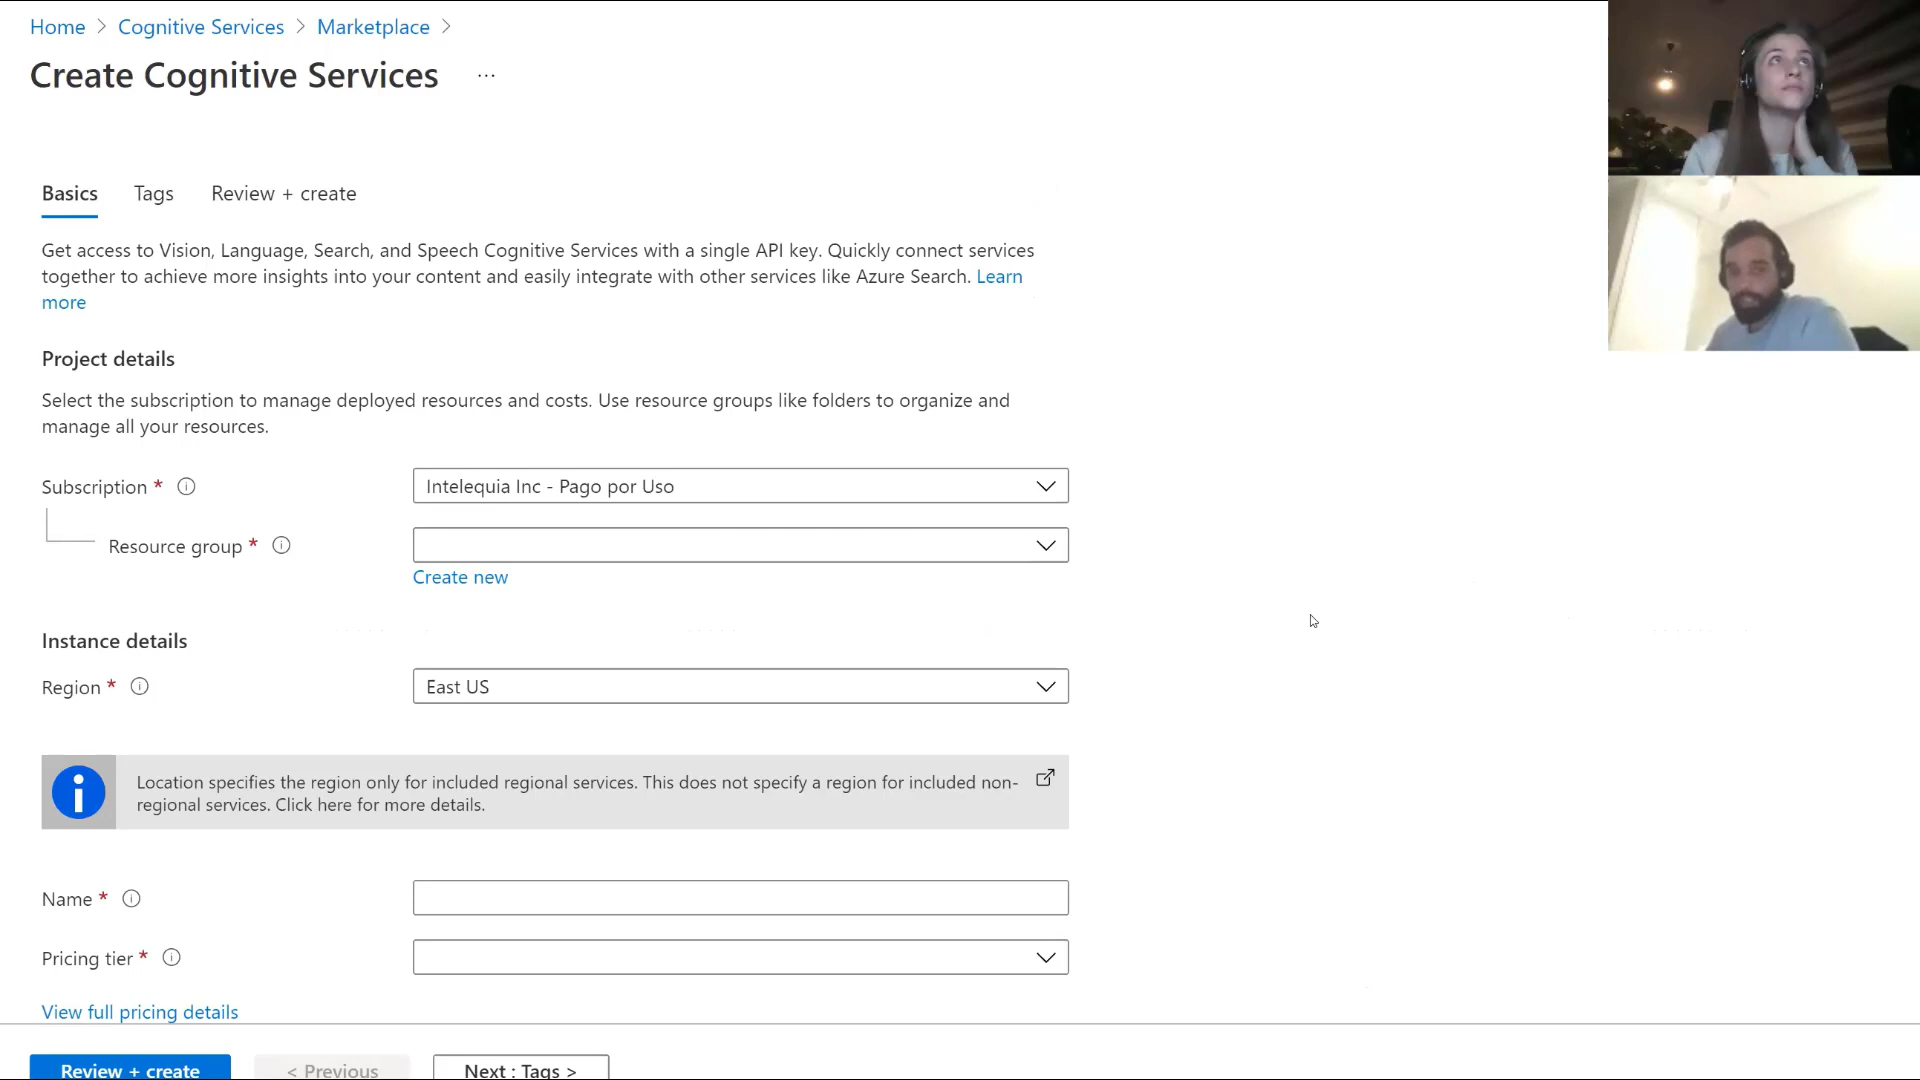 Home > Cognitive Services > Marketplace >
Create Cognitive Services ...
Basics Tags Review + create
Get access to Vision, Language, Search, and Speech Cognitive Services with a single API key. Quickly connect services
together to achieve more insights into your content and easily integrate with other services like Azure Search. Learn
more
Project details
Select the subscription to manage deployed resources and costs. Use resource groups like folders to organize and
manage all your resources.
Subscription * Intelequia Inc - Pago por Uso
Resource group *
Create new
Instance details
Region * East US
Location specifies the region only for included regional services. This does not specify a region for included non-
regional services. Click here for more details.
Name *
Pricing tier *
View full pricing details
Review + create < Previous Next : Tags >